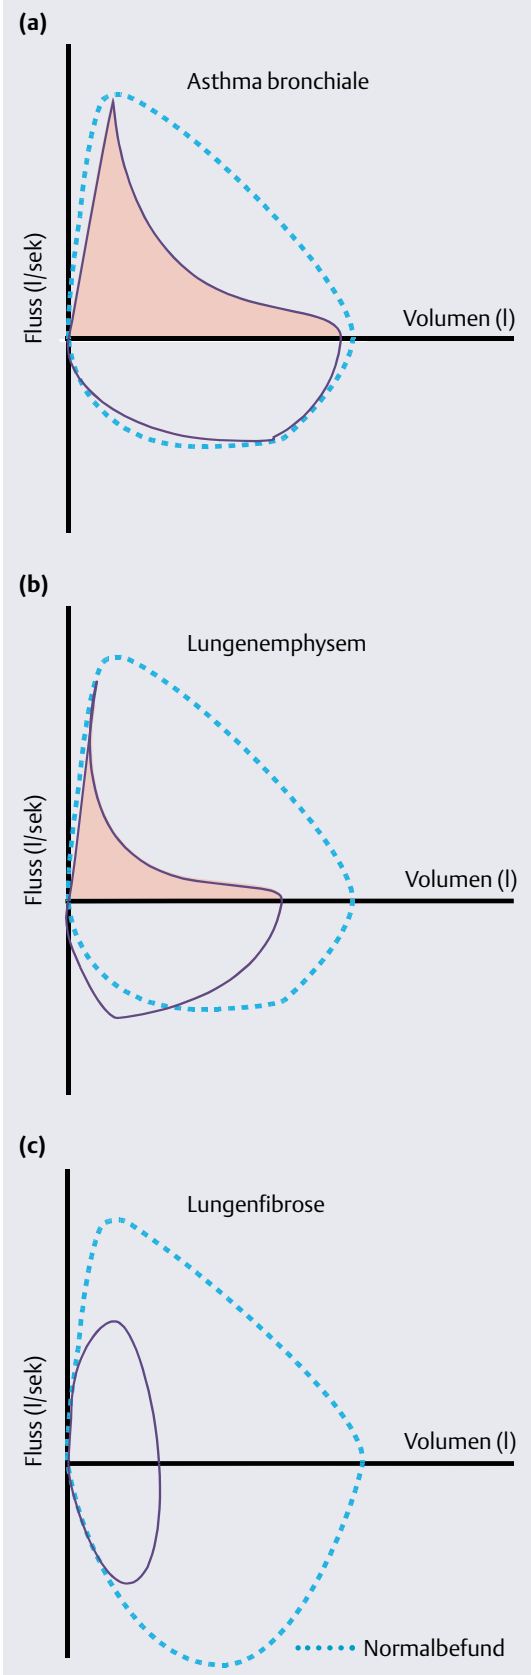 (a)
Asthma bronchiale
Fluss (l/sek)
Volumen (l)
(b)
Lungenemphysem
Fluss (l/sek)
Volumen (l)
(c)
Lungenfibrose
Fluss (l/sek)
Volumen (l)
Normalbefund